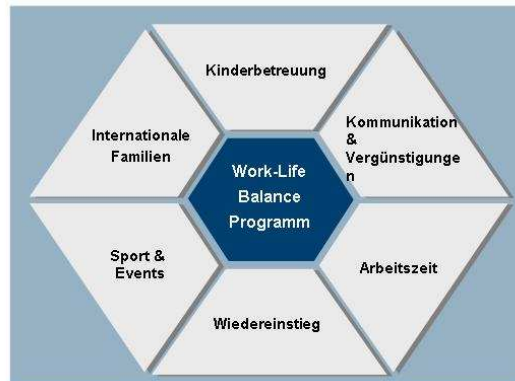 Kinderbetreuung
Kommunikation
&
Vergünstigunge
n
Internationale
Familien
Work-Life
Balance
Programm
Sport &
Events
Arbeitszeit
Wiedereinstieg